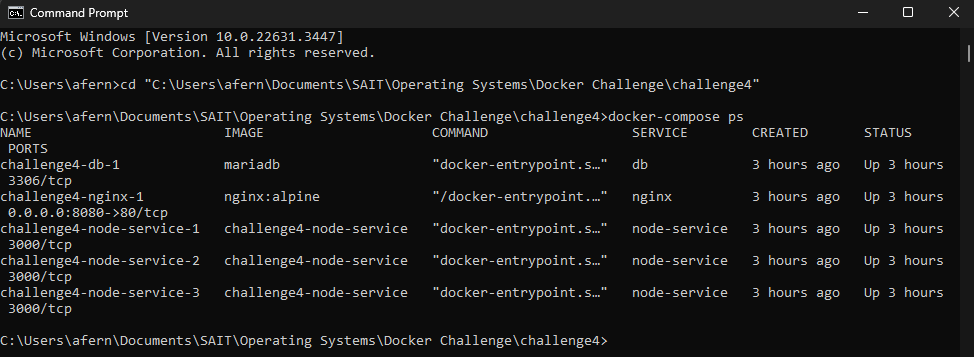 Command Prompt
Microsoft Windows [Version 10.0.22631.3447]
(c) Microsoft Corporation. All rights reserved.
C:\Users\afern>cd "C:\Users\afern\Documents\SAIT\Operating Systems\Docker Challenge\challenge4"
C:\Users\afern\Documents\SAIT\Operating Systems\Docker Challenge\challenge4>docker-compose ps
NAME IMAGE COMMAND SERVICE CREATED STATUS
PORTS
challenge4-db-1 mariadb "docker-entrypoint.s…" db 3 hours ago Up 3 hours
3306/tcp
challenge4-nginx-1 nginx:alpine "/docker-entrypoint.…" nginx 3 hours ago Up 3 hours
0.0.0.0:8080->80/tcp
challenge4-node-service-1 challenge4-node-service "docker-entrypoint.s…" node-service 3 hours ago Up 3 hours
3000/tcp
challenge4-node-service-2 challenge4-node-service "docker-entrypoint.s…" node-service 3 hours ago Up 3 hours
3000/tcp
challenge4-node-service-3 challenge4-node-service "docker-entrypoint.s…" node-service 3 hours ago Up 3 hours
3000/tcp
C:\Users\afern\Documents\SAIT\Operating Systems\Docker Challenge\challenge4>